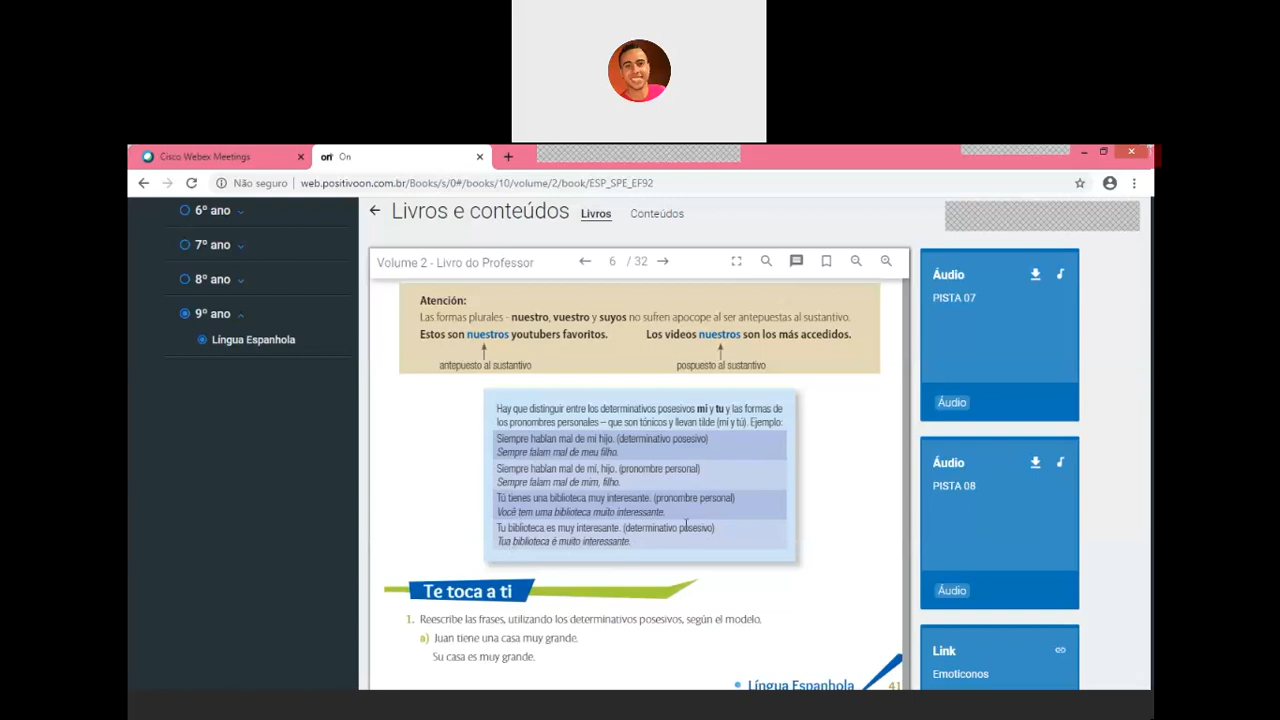 Cisco Webex Meetings
On
Não seguro
web.positivoon.com.br/Books/s/0#/books/10/volume/2/book/ESP_SPE_EF92
6º ano
7º ano
8º ano
9º ano
Língua Espanhola
Livros e conteúdos Livros Conteúdos
Volume 2 - Livro do Professor
6 / 32
Atención:
Las formas plurales - nuestro, vuestro y suyos no sufren apocope al ser antepuestas al sustantivo.
Estos son nuestros youtubers favoritos. Los videos nuestros son los más accedidos.
antepuesto al sustantivo pospuesto al sustantivo
Hay que distinguir entre los determinativos posesivos mi y tu y las formas de
los pronombres personales – que son tónicos y llevan tilde (mí y tú). Ejemplo:
Siempre hablan mal de mi hijo. (determinativo posesivo)
Sempre falam mal de meu filho.
Siempre hablan mal de mí, hijo. (pronombre personal)
Sempre falam mal de mim, filho.
Tú tienes una biblioteca muy interesante. (pronombre personal)
Você tem uma biblioteca muito interessante.
Tu biblioteca es muy interesante. (determinativo posesivo)
Tua biblioteca é muito interessante.
Te toca a ti
1. Reescribe las frases, utilizando los determinativos posesivos, según el modelo.
a) Juan tiene una casa muy grande.
Su casa es muy grande.
Língua Espanhola 41
Áudio
PISTA 07
Áudio
Áudio
PISTA 08
Áudio
Link
Emoticonos